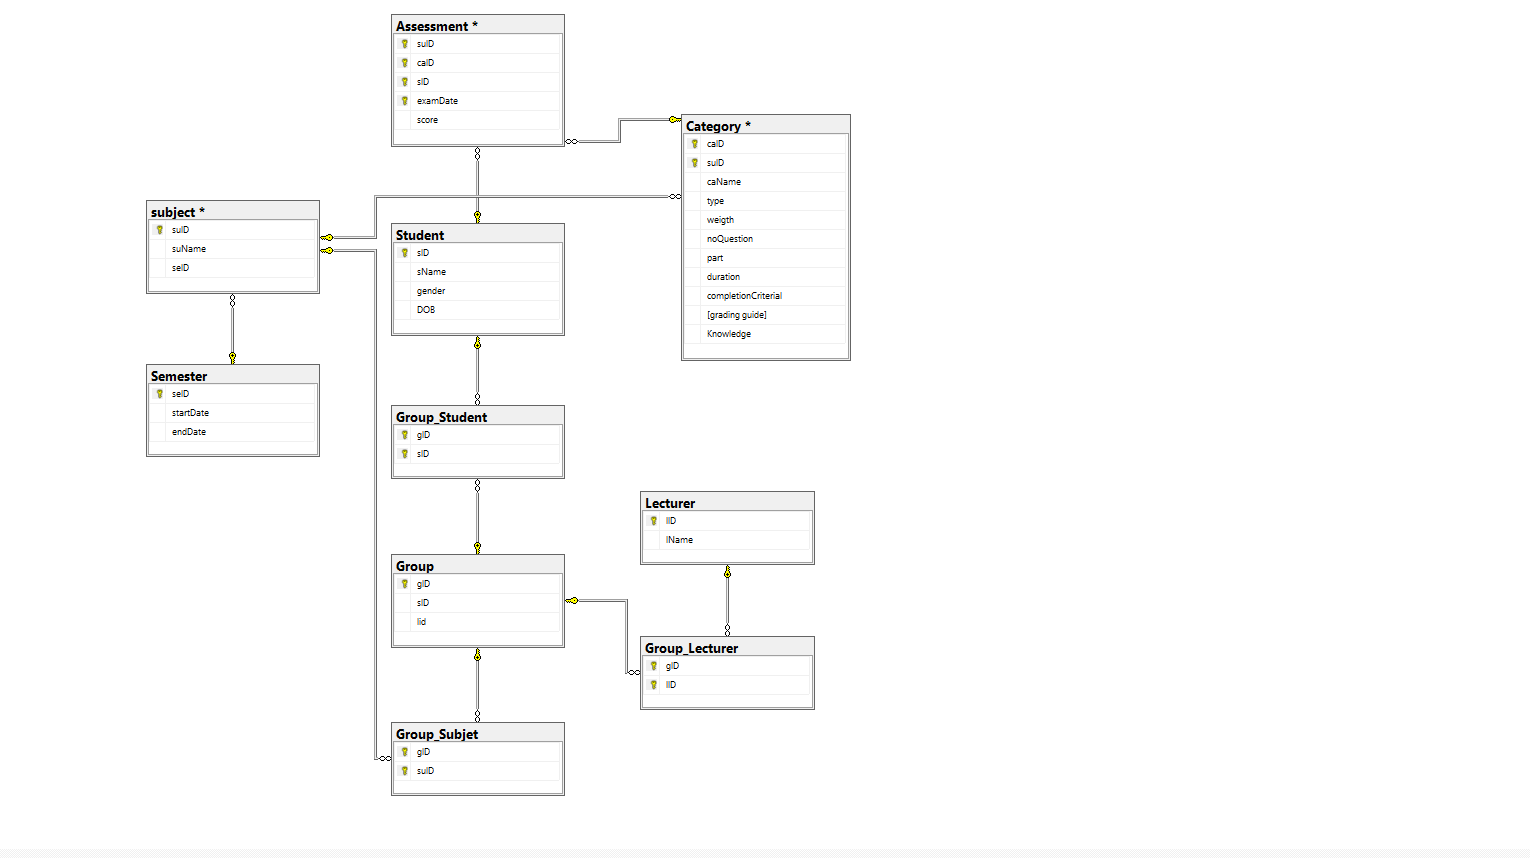 Assessment *
suID
caID
sID
examDate
score
Category *
caID
suID
caName
type
weigth
noQuestion
part
duration
completionCriterial
[grading guide]
Knowledge
subject *
suID
suName
seID
Student
sID
sName
gender
DOB
Semester
seID
startDate
endDate
Group_Student
gID
sID
Lecturer
lID
lName
Group
gID
sID
lid
Group_Lecturer
gID
lID
Group_Subjet
gID
suID